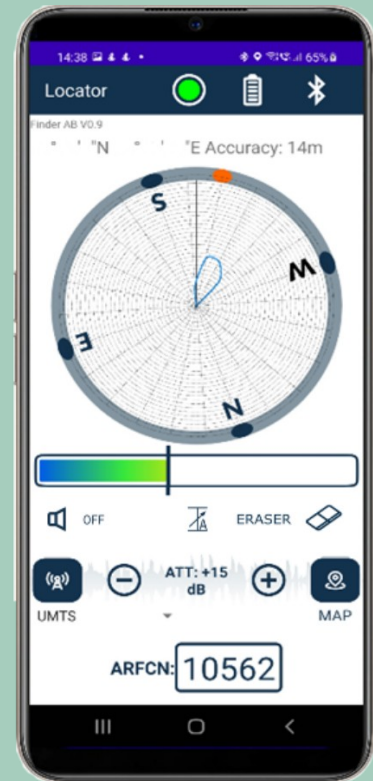 14:38 65%
Locator
Finder AB V0.9
° ' "N ° ' "E Accuracy: 14m
S
W
E
N
OFF A ERASER
ATT: +15
dB
UMTS MAP
ARFCN: 10562